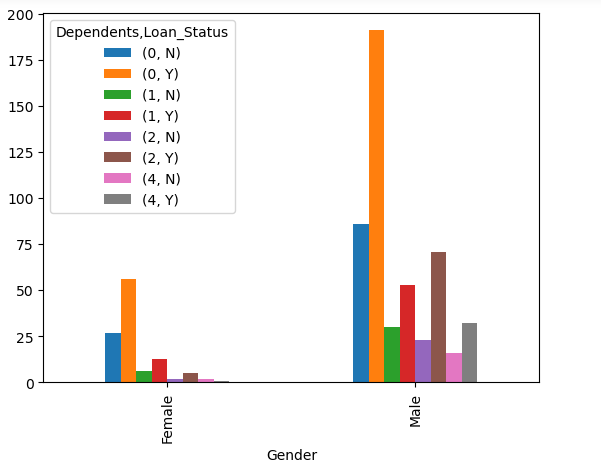 200
175
150
125
100
75
50
25
0
Dependents,Loan_Status
(0, N)
(0, Y)
(1, N)
(1, Y)
(2, N)
(2, Y)
(4, N)
(4, Y)
Female
Male
Gender